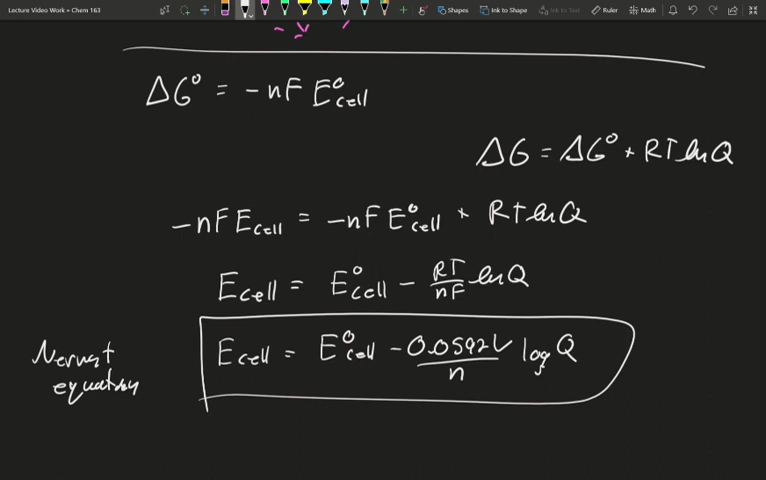 Lecture Video Work » Chem 163
Shapes Ink to Shape Ink to Text Ruler Math
ΔG° = -nF E°cell
ΔG = ΔG° + RT ln Q
-nF Ecell = -nF E°cell + RT ln Q
Ecell = E°cell - RT/nF ln Q
Ecell = E°cell - 0.0592V/n log Q
Nernst
equation